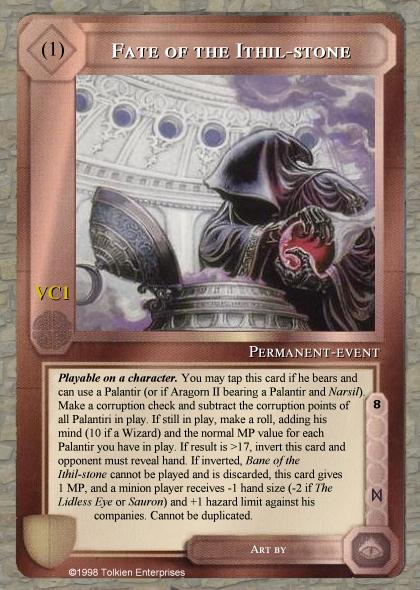 (1)
FATE OF THE ITHIL-STONE
VC1
PERMANENT-EVENT
Playable on a character. You may tap this card if he bears and
can use a Palantir (or if Aragorn II bearing a Palantir and Narsil).
Make a corruption check and subtract the corruption points of
all Palantiri in play. If still in play, make a roll, adding his
mind (10 if a Wizard) and the normal MP value for each
Palantir you have in play. If result is >17, invert this card and
opponent must reveal hand. If inverted, Bane of the
Ithil-stone cannot be played and is discarded, this card gives
1 MP, and a minion player receives -1 hand size (-2 if The
Lidless Eye or Sauron) and +1 hazard limit against his
companies. Cannot be duplicated.
8
ART BY
©1998 Tolkien Enterprises